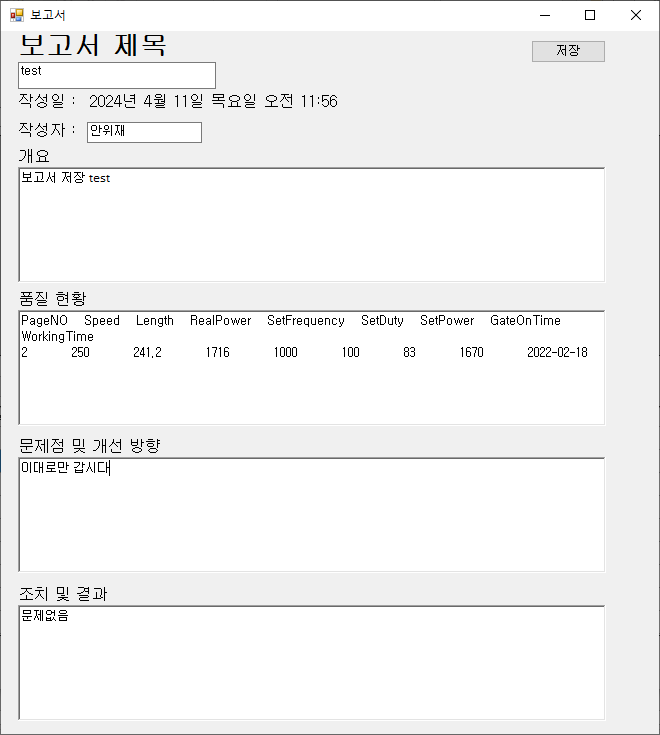 보고서
보고서 제목
저장
test
작성일 : 2024년 4월 11일 목요일 오전 11:56
작성자 : 안위재
개요
보고서 저장 test
품질 현황
PageNO Speed Length RealPower SetFrequency SetDuty SetPower GateOnTime
WorkingTime
2 250 241,2 1716 1000 100 83 1670 2022-02-18
문제점 및 개선 방향
이대로만 갑시다
조치 및 결과
문제없음